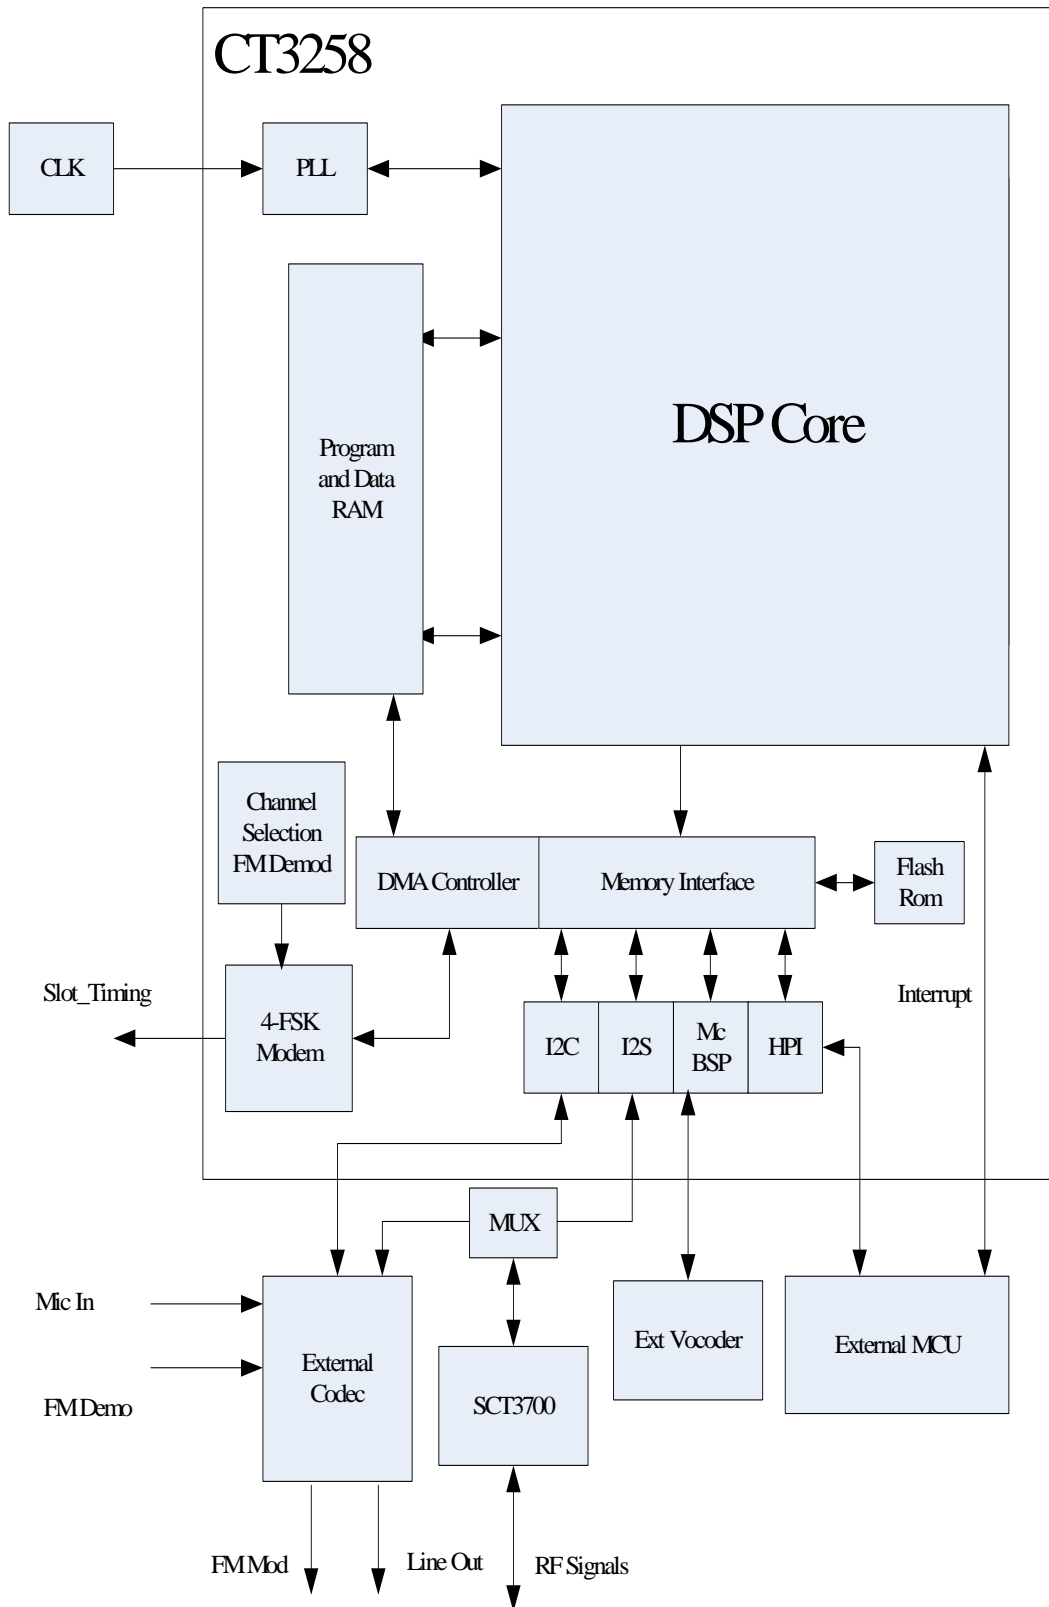 CT3258
CLK
PLL
DSP Core
Program
and Data
RAM
Channel
Selection
FM Demod
DMA Controller
Memory Interface
Flash
Rom
Slot_Timing
4-FSK
Modem
I2C
I2S
Mc
BSP
HPI
Interrupt
MUX
Mic In
FM Demo
External
Codec
SCT3700
Ext Vocoder
External MCU
FM Mod
Line Out
RF Signals